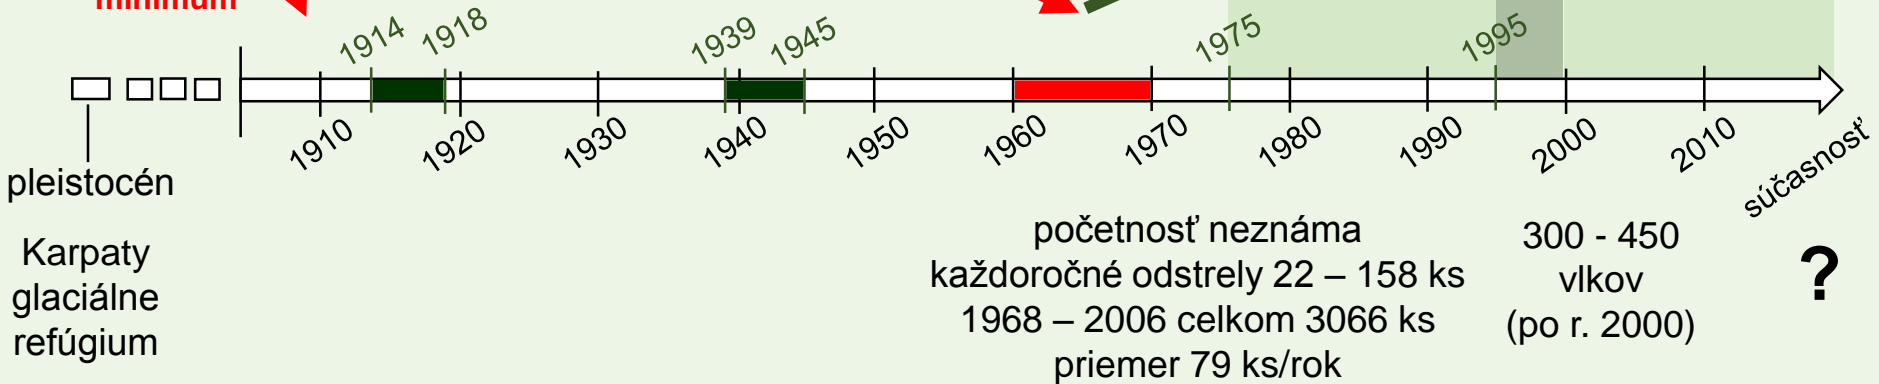 minimum
1914
1918
1939
1945
1975
1995
1910
1920
1930
1940
1950
1960
1970
1980
1990
2000
2010
súčasnosť
pleistocén
Karpaty
glaciálne
refúgium
početnosť neznáma
každoročné odstrely 22 – 158 ks
1968 – 2006 celkom 3066 ks
priemer 79 ks/rok
300 - 450
vlkov
(po r. 2000)
?